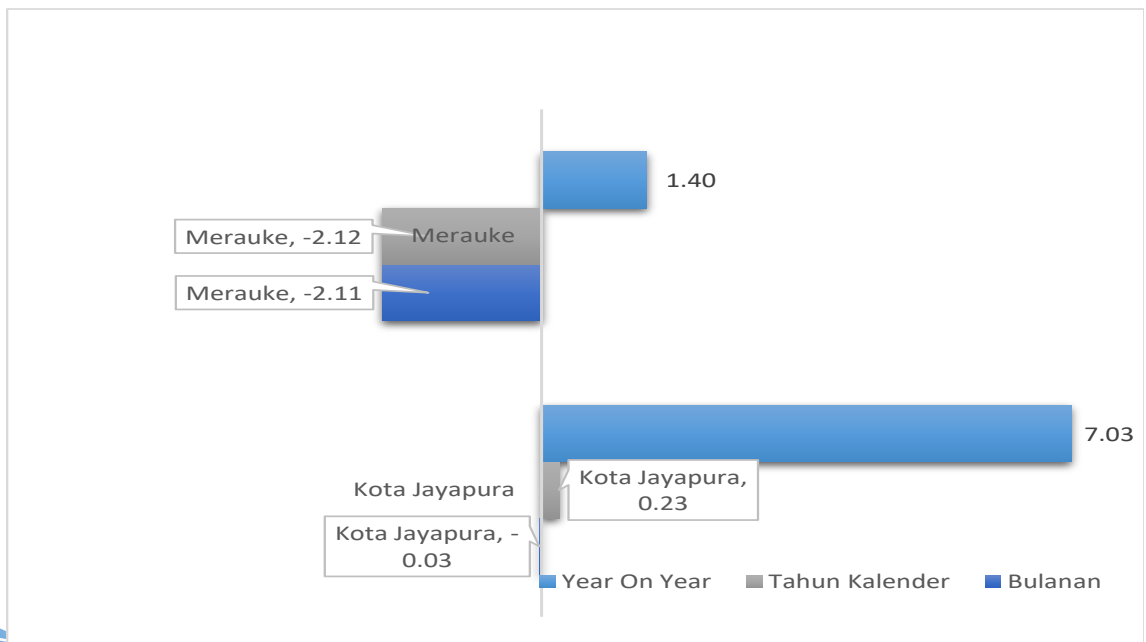 1.40
Merauke, -2.12
Merauke
Merauke, -2.11
7.03
Kota Jayapura
Kota Jayapura,
0.23
Kota Jayapura, -
0.03
Year On Year
Tahun Kalender
Bulanan